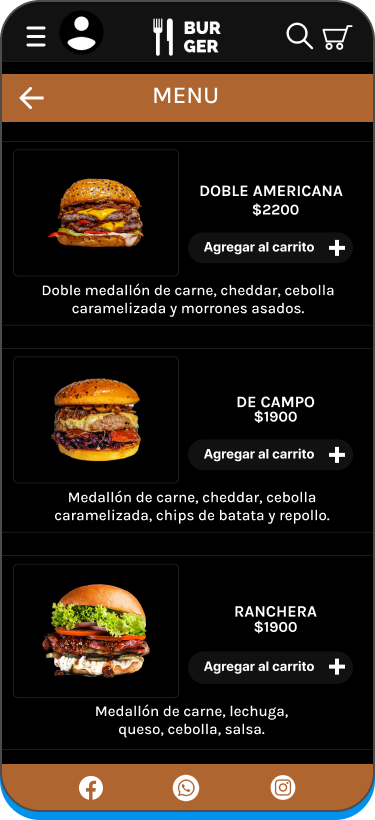 BUR
GER
MENU
DOBLE AMERICANA
$2200
Agregar al carrito
Doble medallón de carne, cheddar, cebolla
caramelizada y morrones asados.
DE CAMPO
$1900
Agregar al carrito
Medallón de carne, cheddar, cebolla
caramelizada, chips de batata y repollo.
RANCHERA
$1900
Agregar al carrito
Medallón de carne, lechuga,
queso, cebolla, salsa.